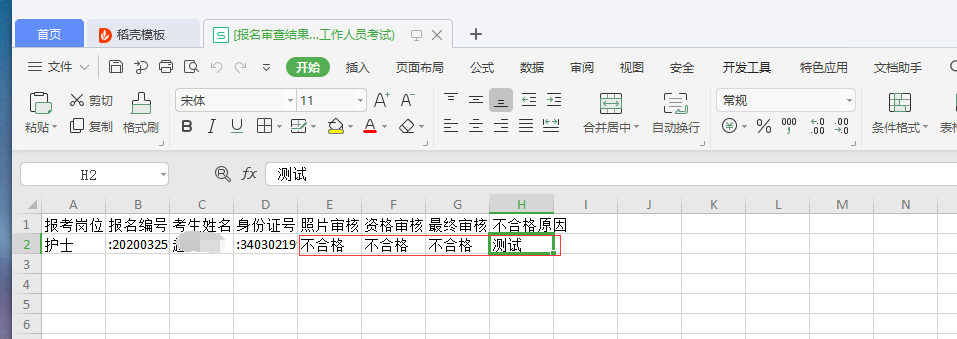 首页 稻壳模板 [报名审查结果...工作人员考试)
文件 开始 插入 页面布局 公式 数据 审阅 视图 安全 开发工具 特色应用 文档助手
粘贴 剪切 复制 格式刷 宋体 11 A+ A- B I U A 合并居中 自动换行 常规 ¥ % 000 条件格式
H2 fx 测试
A B C D E F G H I J K L M N
1 报考岗位 报名编号 考生姓名 身份证号 照片审核 资格审核 最终审核 不合格原因
2 护士 :20200325 :34030219 不合格 不合格 不合格 测试
3
4
5
6